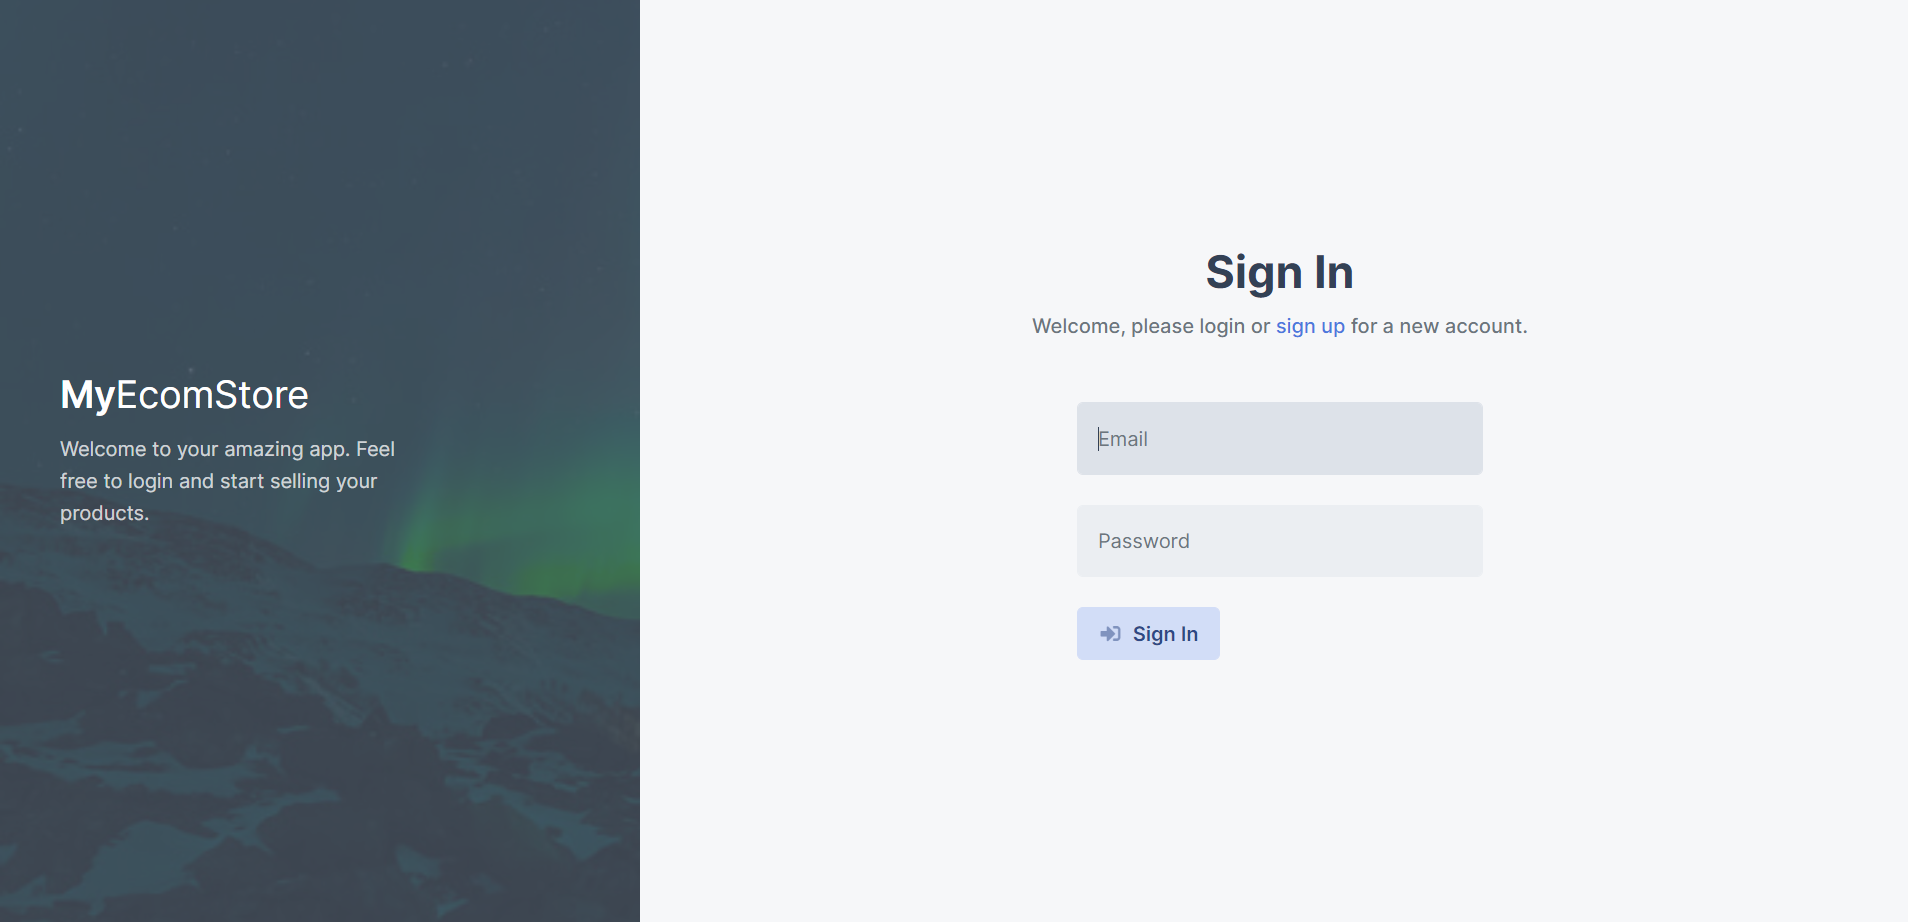 MyEcomStore
Welcome to your amazing app. Feel
free to login and start selling your
products.
Sign In
Welcome, please login or sign up for a new account.
Email
Password
Sign In